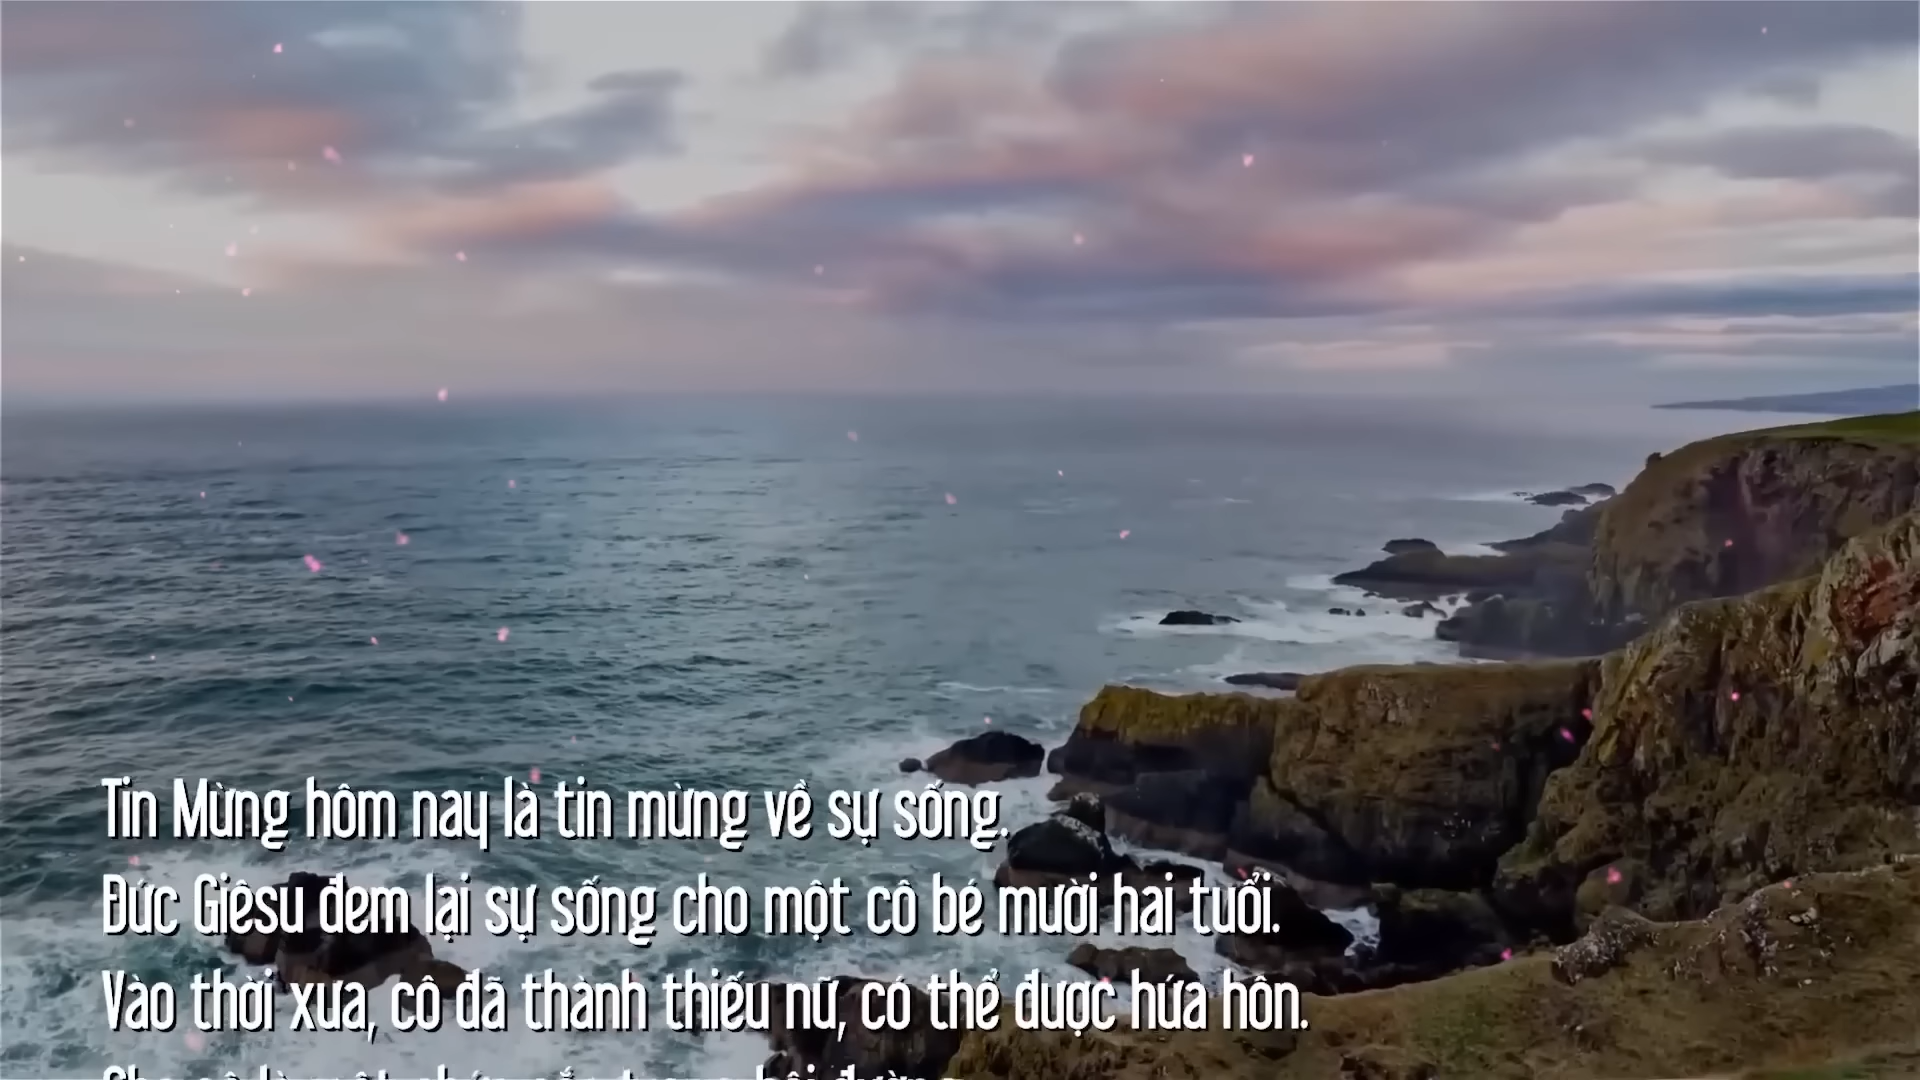 Tin Mừng hôm nay là tin mừng về sự sống.
Đức Giêsu đem lại sự sống cho một cô bé mười hai tuổi.
Vào thời xưa, cô đã thành thiếu nữ, có thể được hứa hôn.